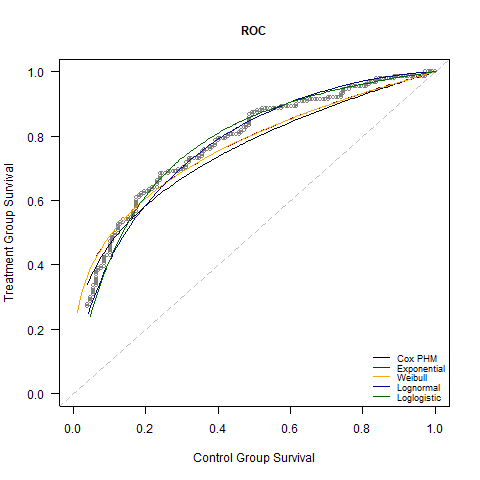 ROC
Treatment Group Survival
1.0
0.8
0.6
0.4
0.2
0.0
Cox PHM
Exponential
Weibull
Lognormal
Loglogistic
0.0 0.2 0.4 0.6 0.8 1.0
Control Group Survival